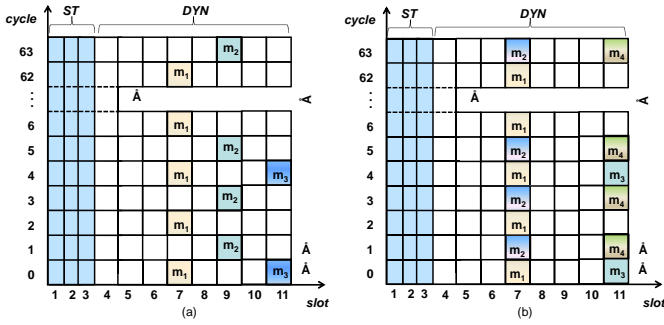 ST DYN
cycle
63 m2
62 m1
⋮ Å Å
6 m1
5 m2
4 m1 m3
3 m2
2 m1
1 m2 Å
0 m1 m3 Å
1 2 3 4 5 6 7 8 9 10 11
slot
(a)
ST DYN
cycle
63 m2 m4
62 m1
⋮ Å Å
6 m1
5 m2 m4
4 m1 m3
3 m2 m4
2 m1
1 m2 m4 Å
0 m1 m3 Å
1 2 3 4 5 6 7 8 9 10 11
slot
(b)